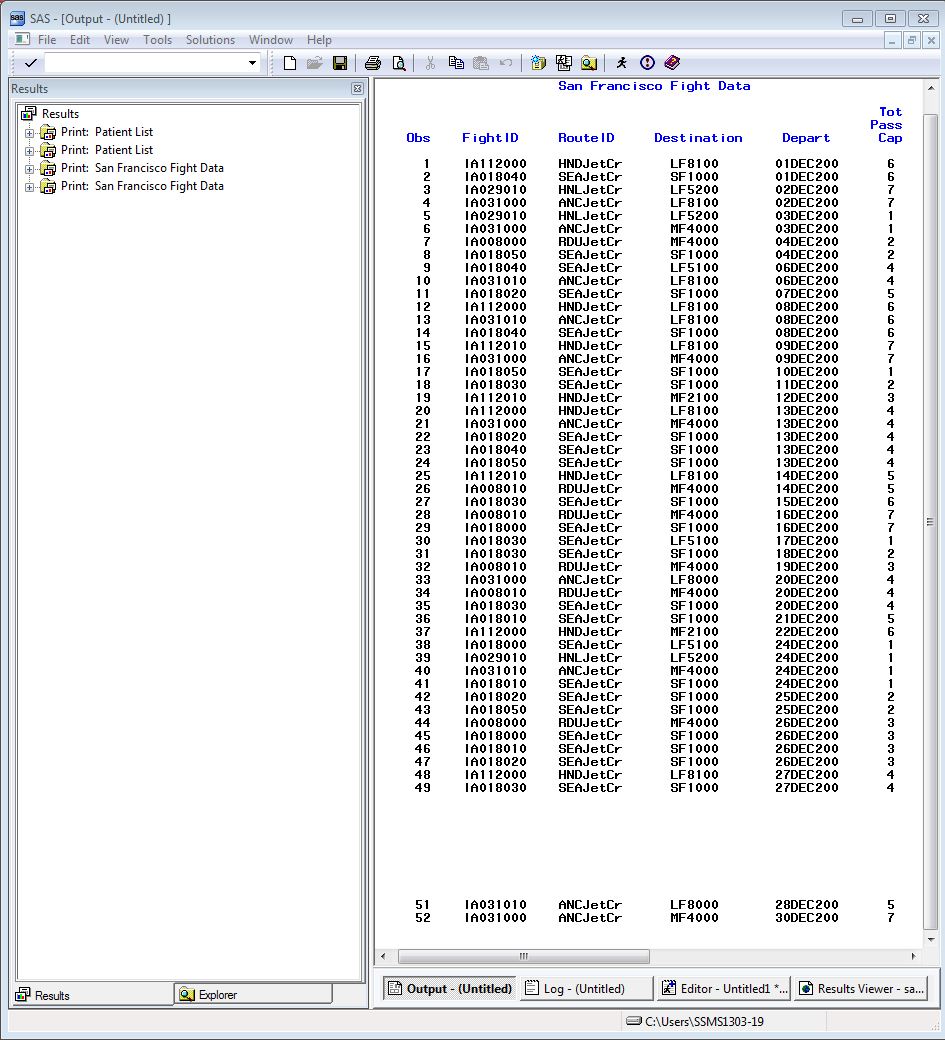 SAS - [Output - (Untitled) ]
File Edit View Tools Solutions Window Help
Results
Results
Print: Patient List
Print: Patient List
Print: San Francisco Fight Data
Print: San Francisco Fight Data
San Francisco Fight Data
Tot
Pass
Obs FightID RouteID Destination Depart Cap
1 IA112000 HNDJetCr LF8100 01DEC200 6
2 IA018040 SEAJetCr SF1000 01DEC200 6
3 IA029010 HNLJetCr LF5200 02DEC200 7
4 IA031000 ANCJetCr LF8100 02DEC200 7
5 IA029010 HNLJetCr LF5200 03DEC200 1
6 IA031000 ANCJetCr MF4000 03DEC200 1
7 IA008000 RDUJetCr MF4000 04DEC200 2
8 IA018050 SEAJetCr SF1000 04DEC200 2
9 IA018040 SEAJetCr LF5100 06DEC200 4
10 IA031010 ANCJetCr LF8100 06DEC200 4
11 IA018020 SEAJetCr SF1000 07DEC200 5
12 IA112000 HNDJetCr LF8100 08DEC200 6
13 IA031010 ANCJetCr LF8100 08DEC200 6
14 IA018040 SEAJetCr SF1000 08DEC200 6
15 IA112010 HNDJetCr LF8100 09DEC200 7
16 IA031000 ANCJetCr MF4000 09DEC200 7
17 IA018050 SEAJetCr SF1000 10DEC200 1
18 IA018030 SEAJetCr SF1000 11DEC200 2
19 IA112010 HNDJetCr MF2100 12DEC200 3
20 IA112000 HNDJetCr LF8100 13DEC200 4
21 IA031000 ANCJetCr MF4000 13DEC200 4
22 IA018020 SEAJetCr SF1000 13DEC200 4
23 IA018040 SEAJetCr SF1000 13DEC200 4
24 IA018050 SEAJetCr SF1000 13DEC200 4
25 IA112010 HNDJetCr LF8100 14DEC200 5
26 IA008010 RDUJetCr MF4000 14DEC200 5
27 IA018030 SEAJetCr SF1000 15DEC200 6
28 IA008010 RDUJetCr MF4000 16DEC200 7
29 IA018000 SEAJetCr SF1000 16DEC200 7
30 IA018030 SEAJetCr LF5100 17DEC200 1
31 IA018030 SEAJetCr SF1000 18DEC200 2
32 IA008010 RDUJetCr MF4000 19DEC200 3
33 IA031000 ANCJetCr LF8000 20DEC200 4
34 IA008010 RDUJetCr MF4000 20DEC200 4
35 IA018030 SEAJetCr SF1000 20DEC200 4
36 IA018010 SEAJetCr SF1000 21DEC200 5
37 IA112000 HNDJetCr MF2100 22DEC200 6
38 IA018000 SEAJetCr LF5100 24DEC200 1
39 IA029010 HNLJetCr LF5200 24DEC200 1
40 IA031010 ANCJetCr MF4000 24DEC200 1
41 IA018010 SEAJetCr SF1000 24DEC200 1
42 IA018020 SEAJetCr SF1000 25DEC200 2
43 IA018050 SEAJetCr SF1000 25DEC200 2
44 IA008000 RDUJetCr MF4000 26DEC200 3
45 IA018000 SEAJetCr SF1000 26DEC200 3
46 IA018010 SEAJetCr SF1000 26DEC200 3
47 IA018020 SEAJetCr SF1000 26DEC200 3
48 IA112000 HNDJetCr LF8100 27DEC200 4
49 IA018030 SEAJetCr SF1000 27DEC200 4
51 IA031010 ANCJetCr LF8000 28DEC200 5
52 IA031000 ANCJetCr MF4000 30DEC200 7
Results Explorer
Output - (Untitled) Log - (Untitled) Editor - Untitled1 *... Results Viewer - sa...
C:\Users\SSMS1303-19